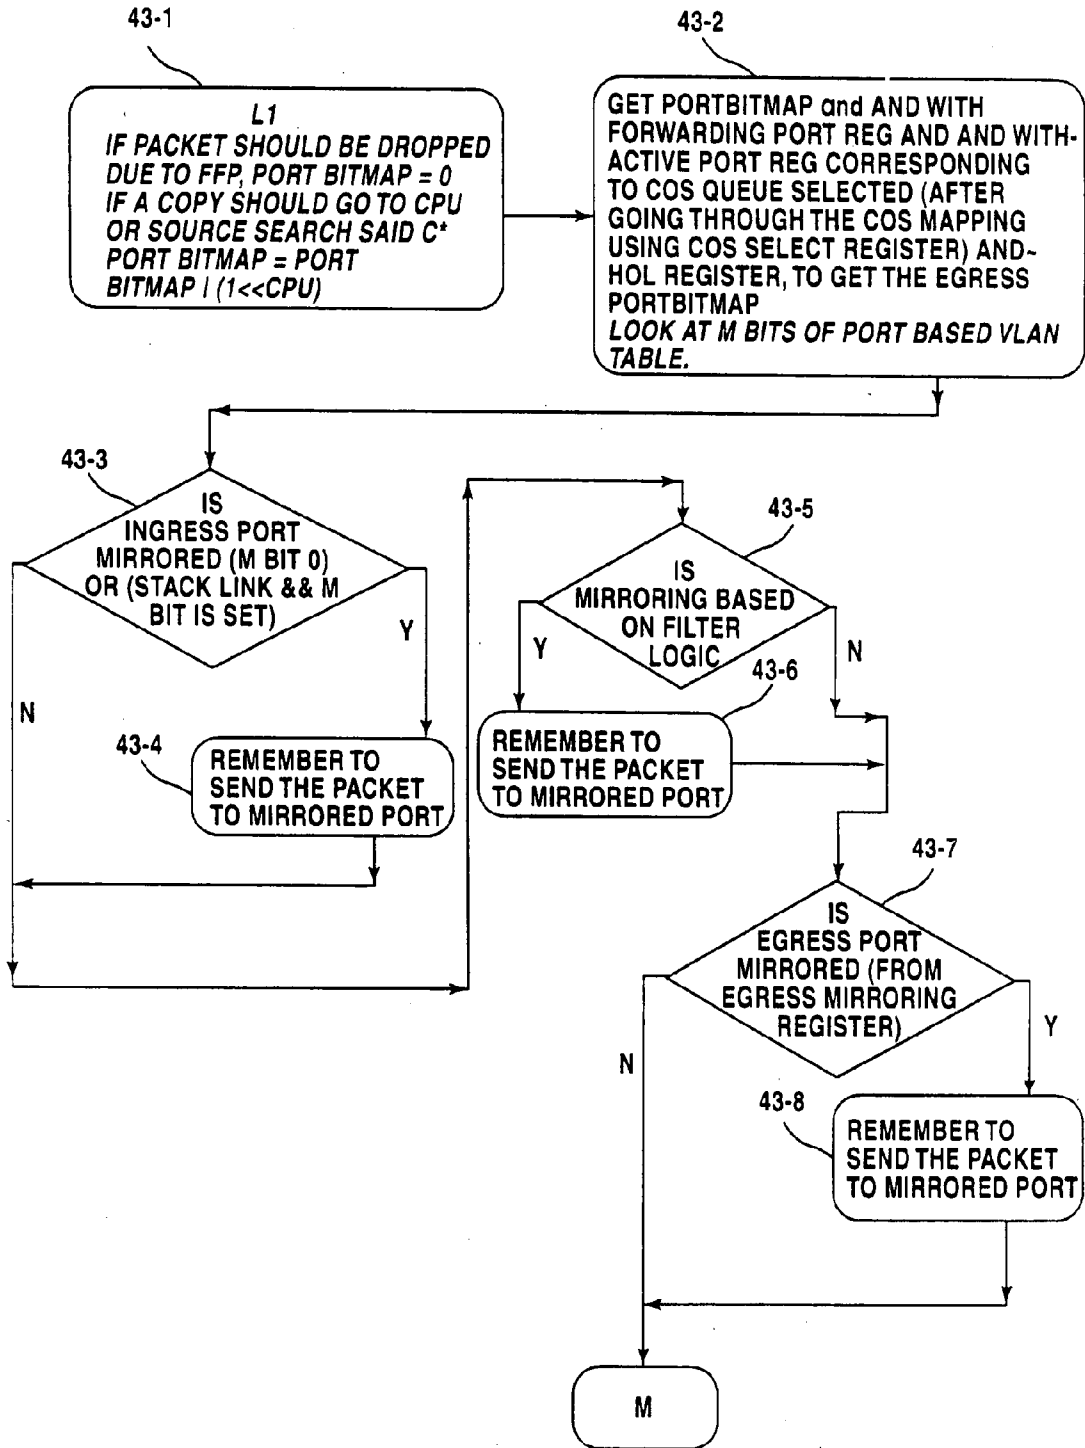 43-1
L1
IF PACKET SHOULD BE DROPPED
DUE TO FFP, PORT BITMAP = 0
IF A COPY SHOULD GO TO CPU
OR SOURCE SEARCH SAID C*
PORT BITMAP = PORT
BITMAP | (1<<CPU)
43-2
GET PORTBITMAP and AND WITH
FORWARDING PORT REG AND AND WITH-
ACTIVE PORT REG CORRESPONDING
TO COS QUEUE SELECTED (AFTER
GOING THROUGH THE COS MAPPING
USING COS SELECT REGISTER) AND~
HOL REGISTER, TO GET THE EGRESS
PORTBITMAP
LOOK AT M BITS OF PORT BASED VLAN
TABLE.
43-3
IS
INGRESS PORT
MIRRORED (M BIT 0)
OR (STACK LINK && M
BIT IS SET)
Y
N
43-4
REMEMBER TO
SEND THE PACKET
TO MIRRORED PORT
43-5
IS
MIRRORING BASED
ON FILTER
LOGIC
Y
N
43-6
REMEMBER TO
SEND THE PACKET
TO MIRRORED PORT
43-7
IS
EGRESS PORT
MIRRORED (FROM
EGRESS MIRRORING
REGISTER)
N
Y
43-8
REMEMBER TO
SEND THE PACKET
TO MIRRORED PORT
M